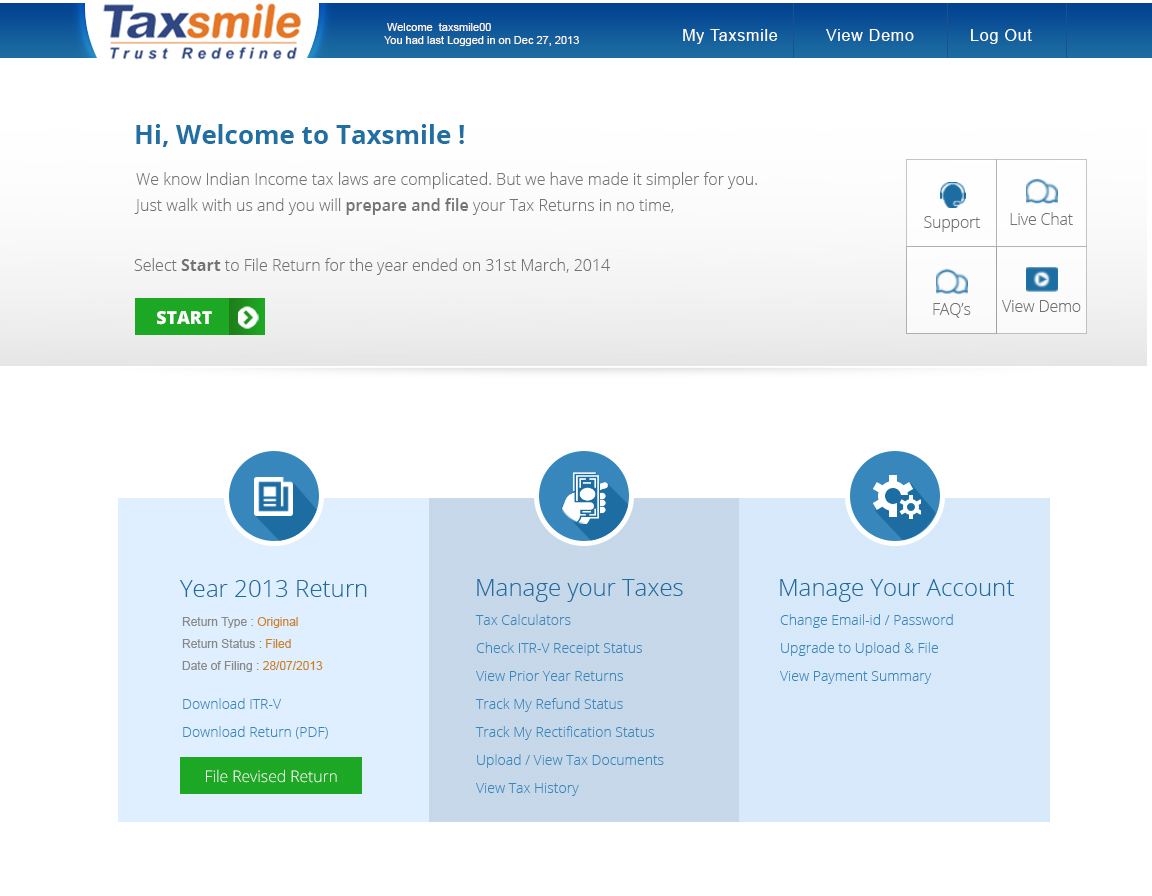 Taxsmile
Trust Redefined
Welcome taxsmile00
You had last Logged in on Dec 27, 2013
My Taxsmile
View Demo
Log Out
Hi, Welcome to Taxsmile !
We know Indian Income tax laws are complicated. But we have made it simpler for you.
Just walk with us and you will prepare and file your Tax Returns in no time,
Select Start to File Return for the year ended on 31st March, 2014
START
Support
Live Chat
FAQ's
View Demo
Year 2013 Return
Return Type : Original
Return Status : Filed
Date of Filing : 28/07/2013
Download ITR-V
Download Return (PDF)
File Revised Return
Manage your Taxes
Tax Calculators
Check ITR-V Receipt Status
View Prior Year Returns
Track My Refund Status
Track My Rectification Status
Upload / View Tax Documents
View Tax History
Manage Your Account
Change Email-id / Password
Upgrade to Upload & File
View Payment Summary